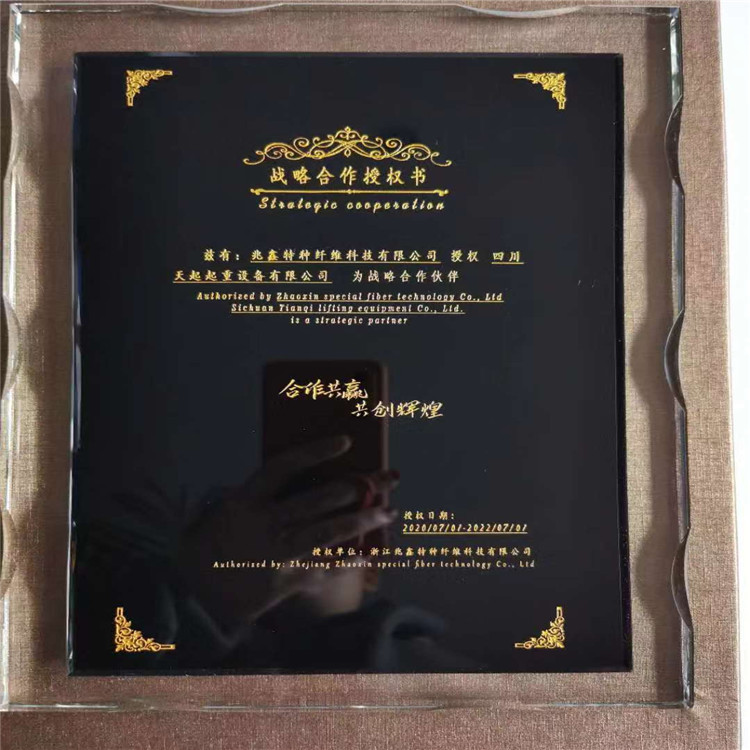 战略合作授权书
Strategic cooperation
兹有：兆鑫特种纤维科技有限公司 授权 四川
天起起重设备有限公司 为战略合作伙伴
Authorized by Zhaoxin special fiber technology Co., Ltd
Sichuan Tianqi lifting equipment Co., Ltd.
is a strategic partner
合作共赢
共创辉煌
授权日期：
2020/07/01-2022/07/01
授权单位：浙江兆鑫特种纤维科技有限公司
Authorized by: Zhejiang Zhaoxin special fiber technology Co., Ltd